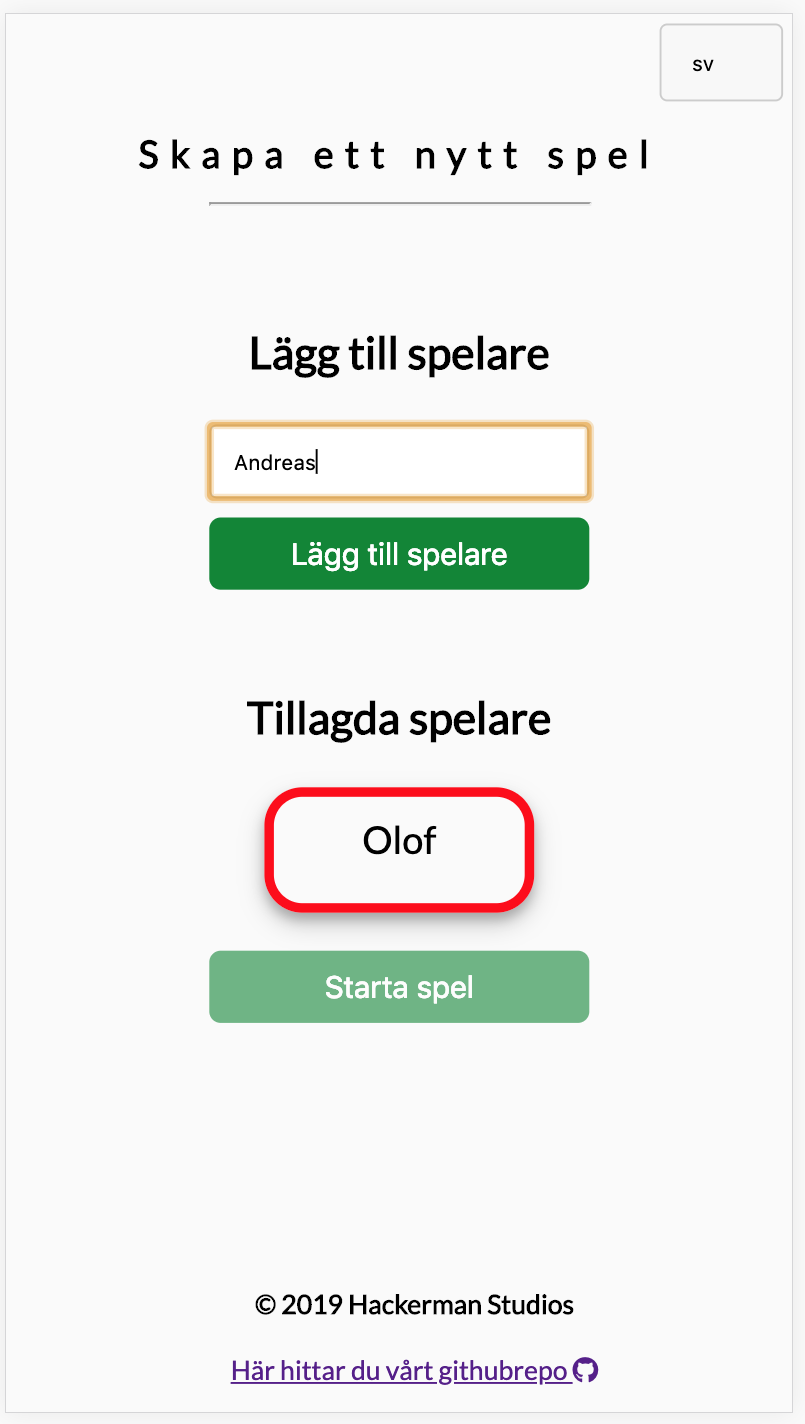 sv
Skapa ett nytt spel
Lägg till spelare
Andreas
Lägg till spelare
Tillagda spelare
Olof
Starta spel
© 2019 Hackerman Studios
Här hittar du vårt githubrepo